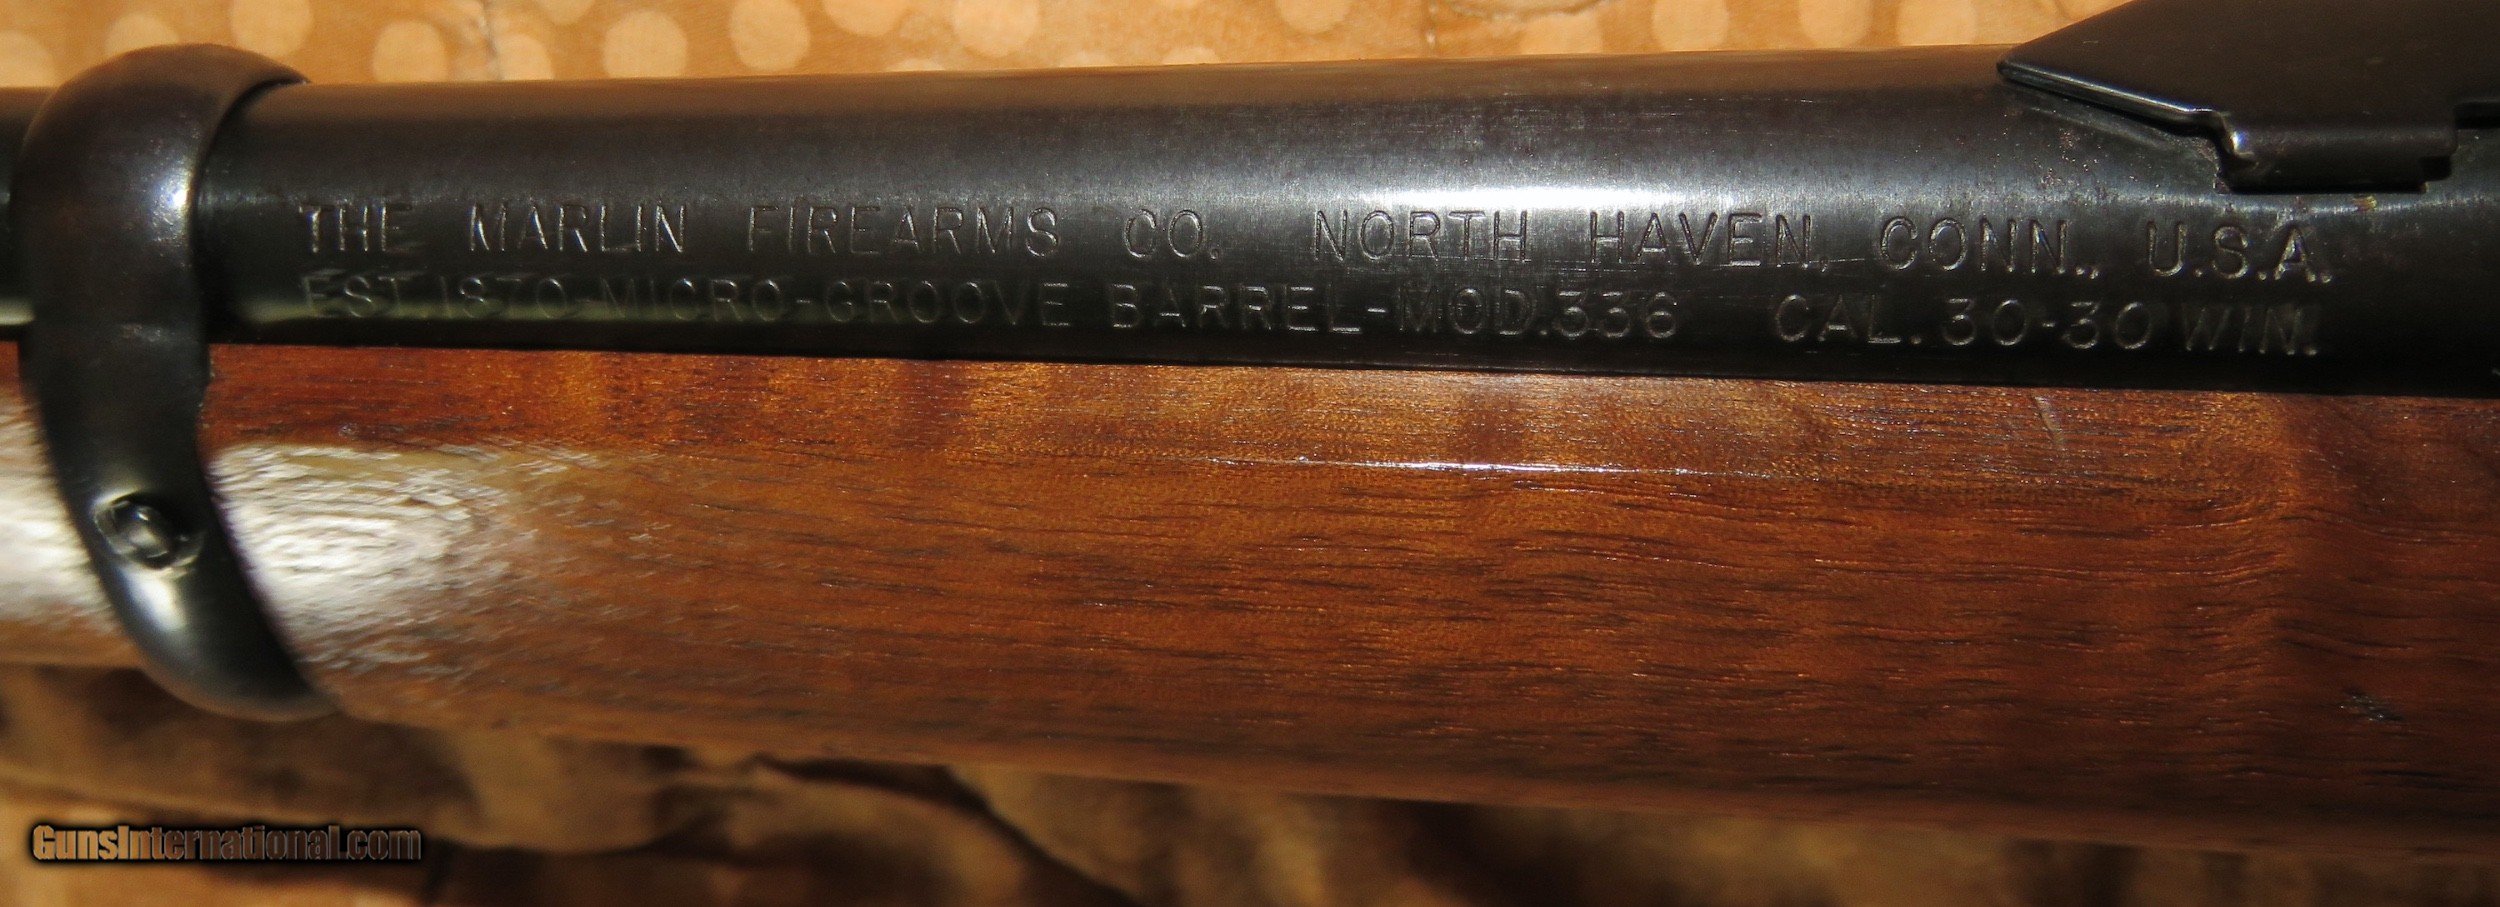 THE MARLIN FIREARMS CO. NORTH HAVEN, CONN., U.S.A.
EST.1870-MICRO-GROOVE BARREL-MOD.336 CAL.30-30 WIN.
GunsInternational.com